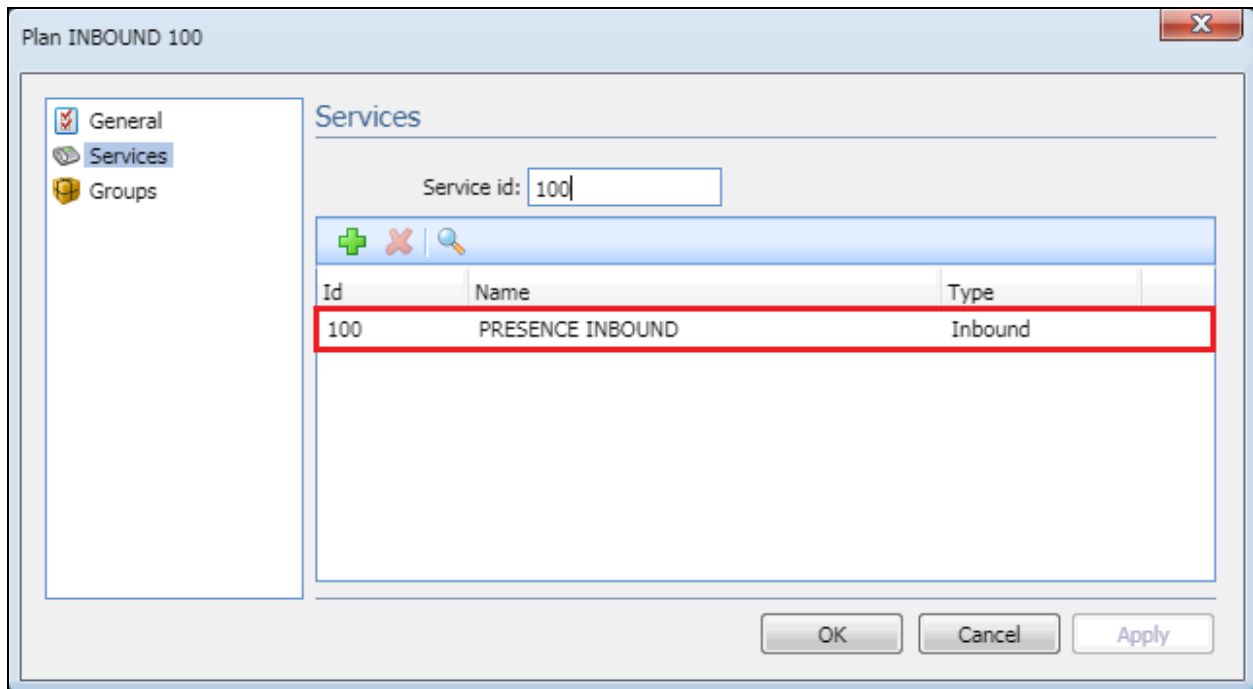 Plan INBOUND 100
General
Services
Groups
Services
Service id: 100
Id Name Type
100 PRESENCE INBOUND Inbound
OK Cancel Apply